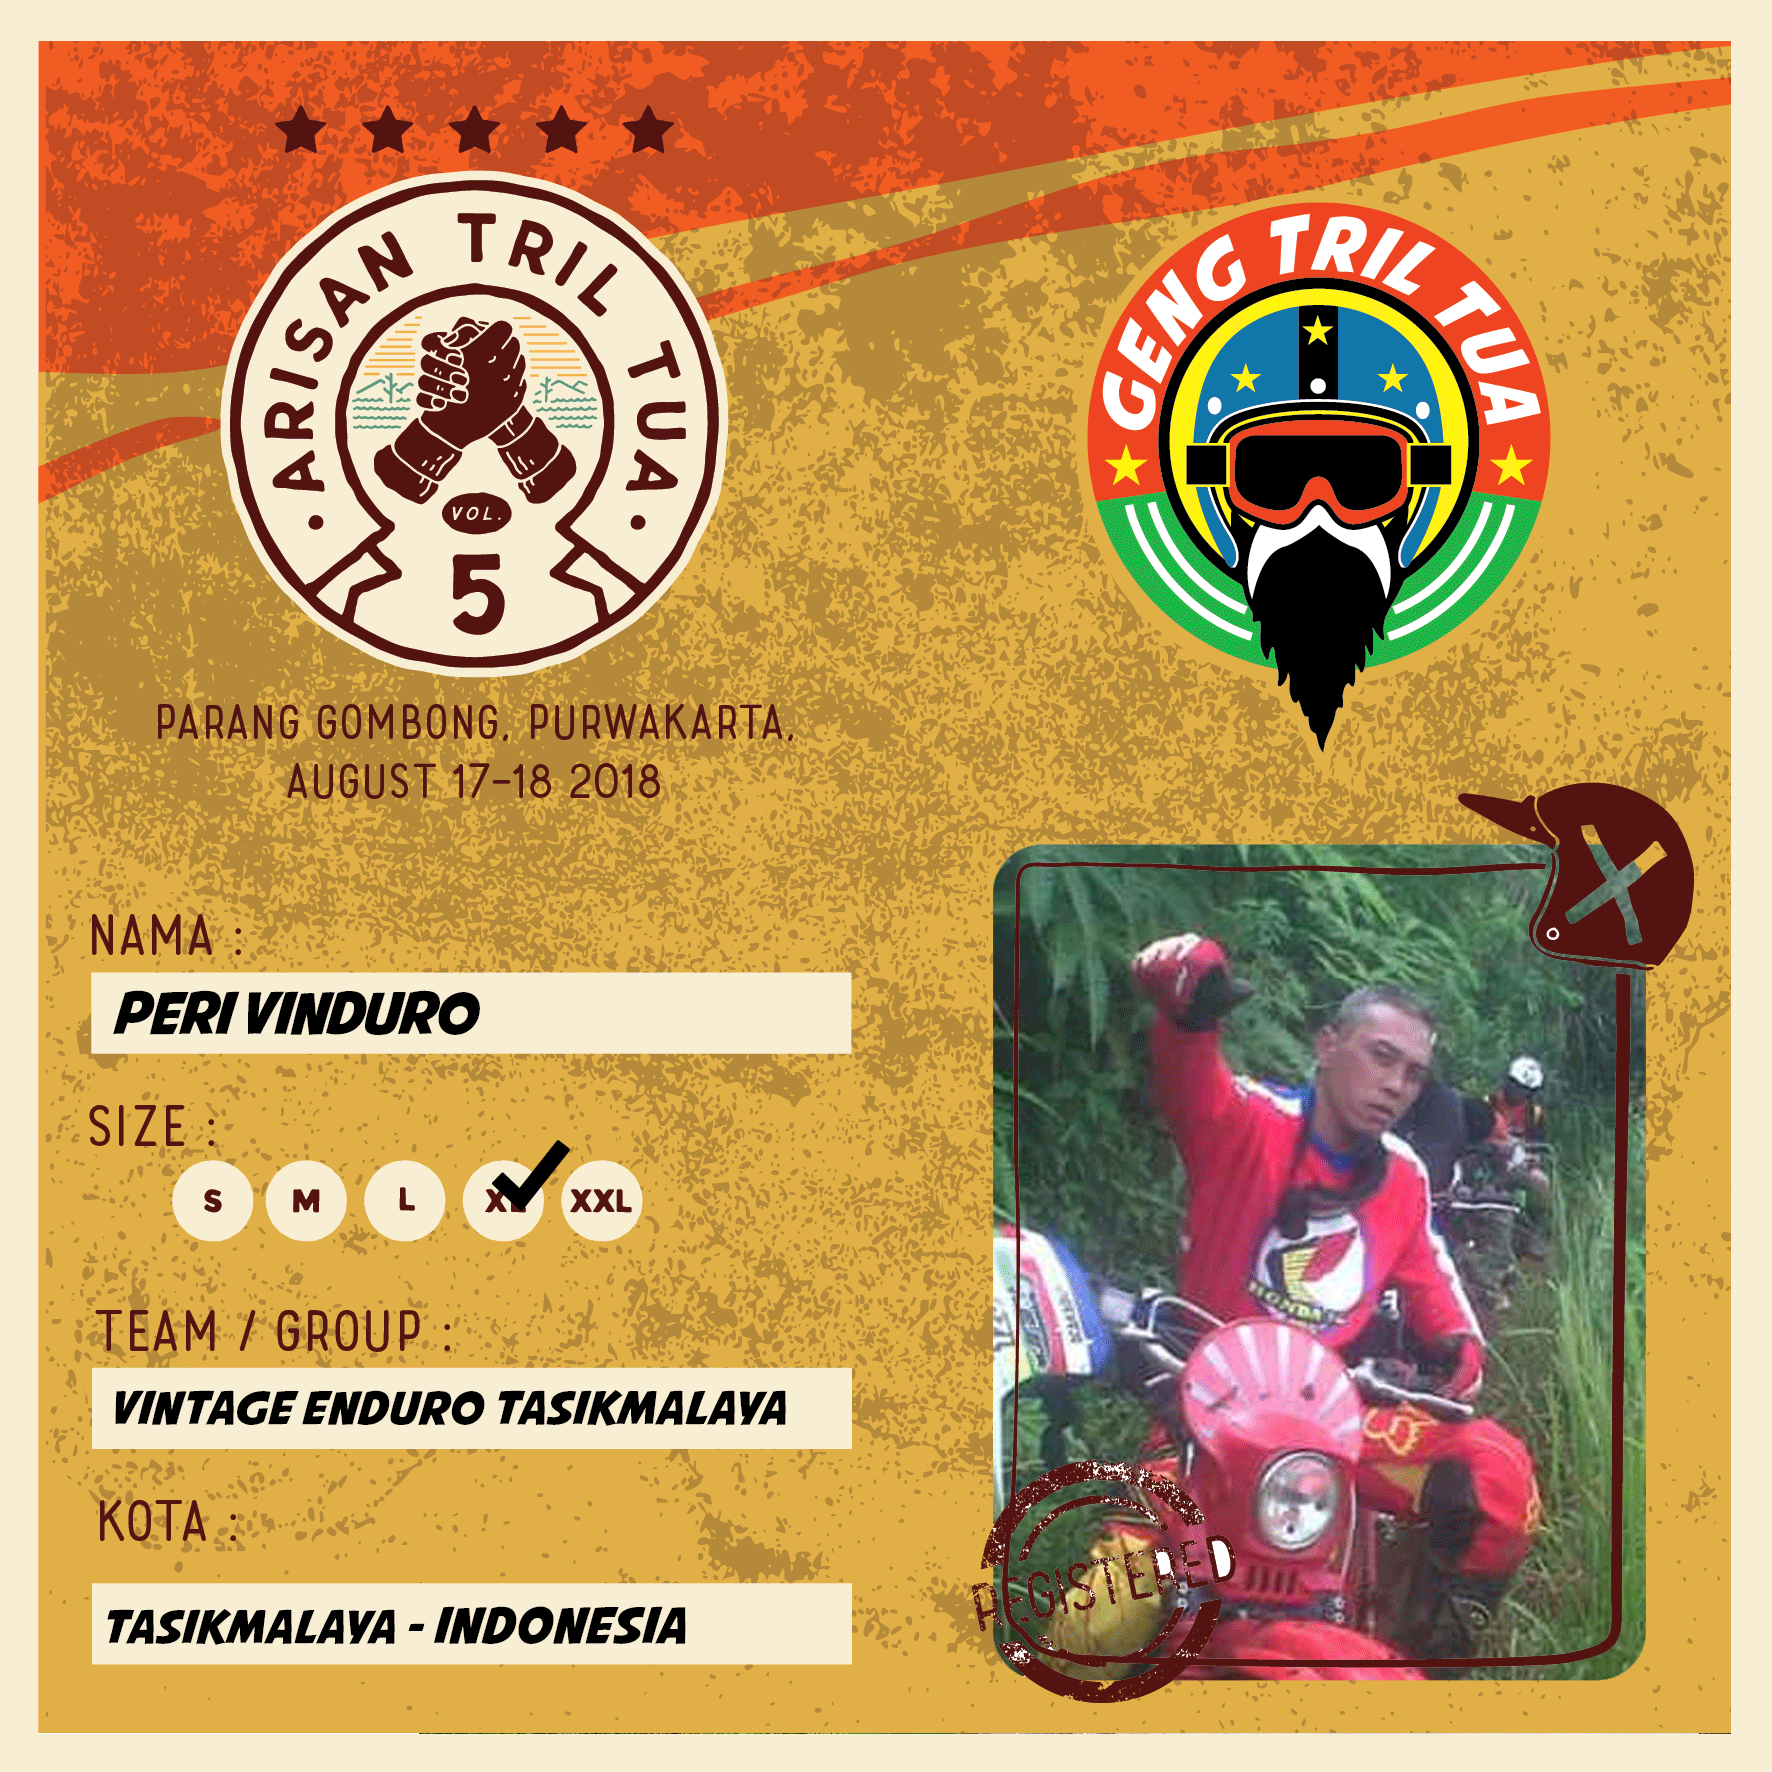 ARISAN TRIL TUA
VOL.
5
GENG TRIL TUA
PARANG GOMBONG, PURWAKARTA,
AUGUST 17-18 2018
NAMA :
PERI VINDURO
SIZE :
S M L XL XXL
TEAM / GROUP :
VINTAGE ENDURO TASIKMALAYA
KOTA :
TASIKMALAYA - INDONESIA
HONDA
REGISTERED